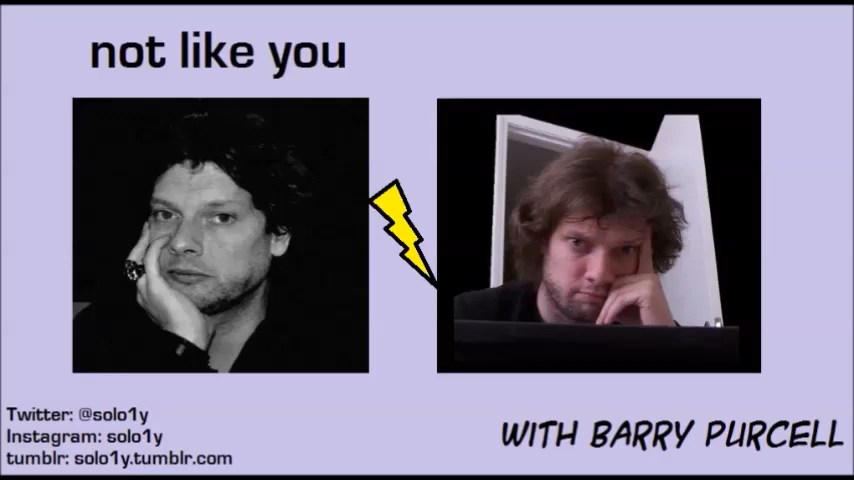 not like you
Twitter: @solo1y
Instagram: solo1y
tumblr: solo1y.tumblr.com
WITH BARRY PURCELL